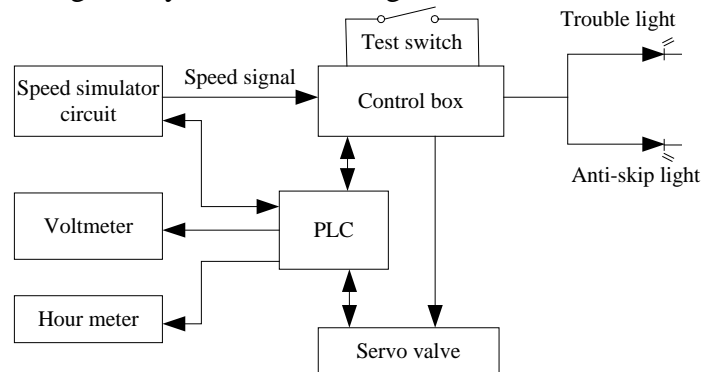 Trouble light
Test switch
Speed signal
Speed simulator
circuit
Control box
Anti-skip light
Voltmeter
PLC
Hour meter
Servo valve